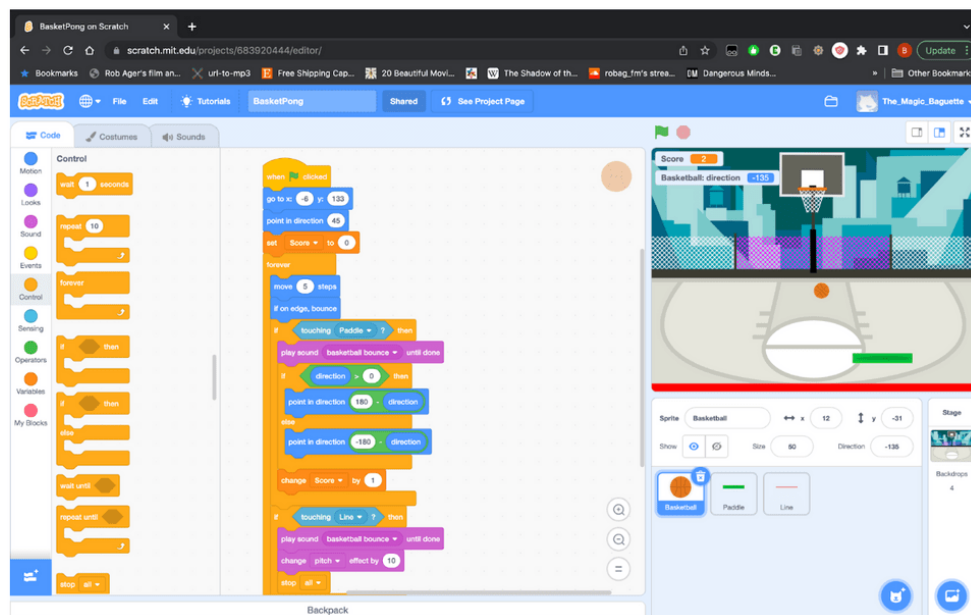 BasketPong on Scratch
scratch.mit.edu/projects/683920444/editor/
Update
Bookmarks Rob Ager's film an... url-to-mp3 Free Shipping Cap... 20 Beautiful Movi... The Shadow of th... robag_fm's strea... Dangerous Minds... » Other Bookmark
SCRATCH File Edit Tutorials BasketPong Shared See Project Page The_Magic_Baguette
Code Costumes Sounds
Motion
Looks
Sound
Events
Control
Sensing
Operators
Variables
My Blocks
Control
wait 1 seconds
repeat 10
forever
if then
if then
else
wait until
repeat until
stop all
when clicked
go to x: -6 y: 133
point in direction 45
set Score to 0
forever
move 5 steps
if on edge, bounce
if touching Paddle ? then
play sound basketball bounce until done
if direction > 0 then
point in direction 180 - direction
else
point in direction -180 - direction
change Score by 1
if touching Line ? then
play sound basketball bounce until done
change pitch effect by 10
stop all
Score 2
Basketball: direction -135
Sprite Basketball x 12 y -31
Show Size 50 Direction -135
Basketball Paddle Line
Stage
Backdrops
4
Backpack